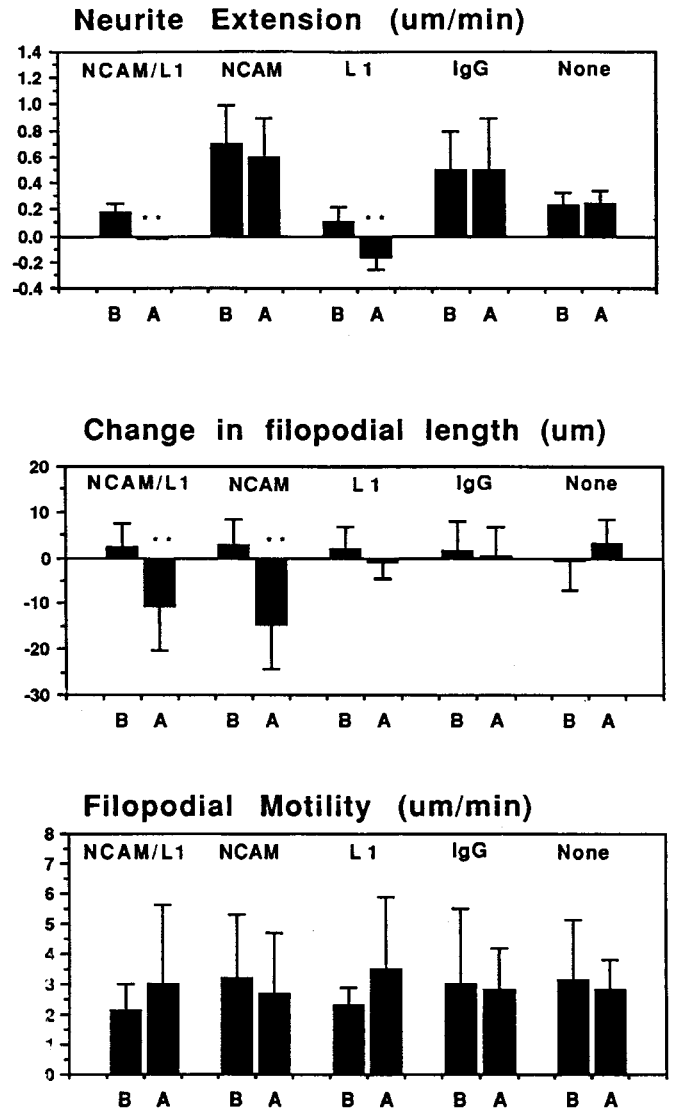 Neurite Extension (um/min)
1.4
NCAM/L1 NCAM L1 IgG None
1.2
1.0
0.8
0.6
0.4
0.2
0.0
-0.2
-0.4
B A B A B A B A B A
Change in filopodial length (um)
20
NCAM/L1 NCAM L1 IgG None
10
0
-10
-20
-30
B A B A B A B A B A
Filopodial Motility (um/min)
8
NCAM/L1 NCAM L1 IgG None
7
6
5
4
3
2
1
0
B A B A B A B A B A